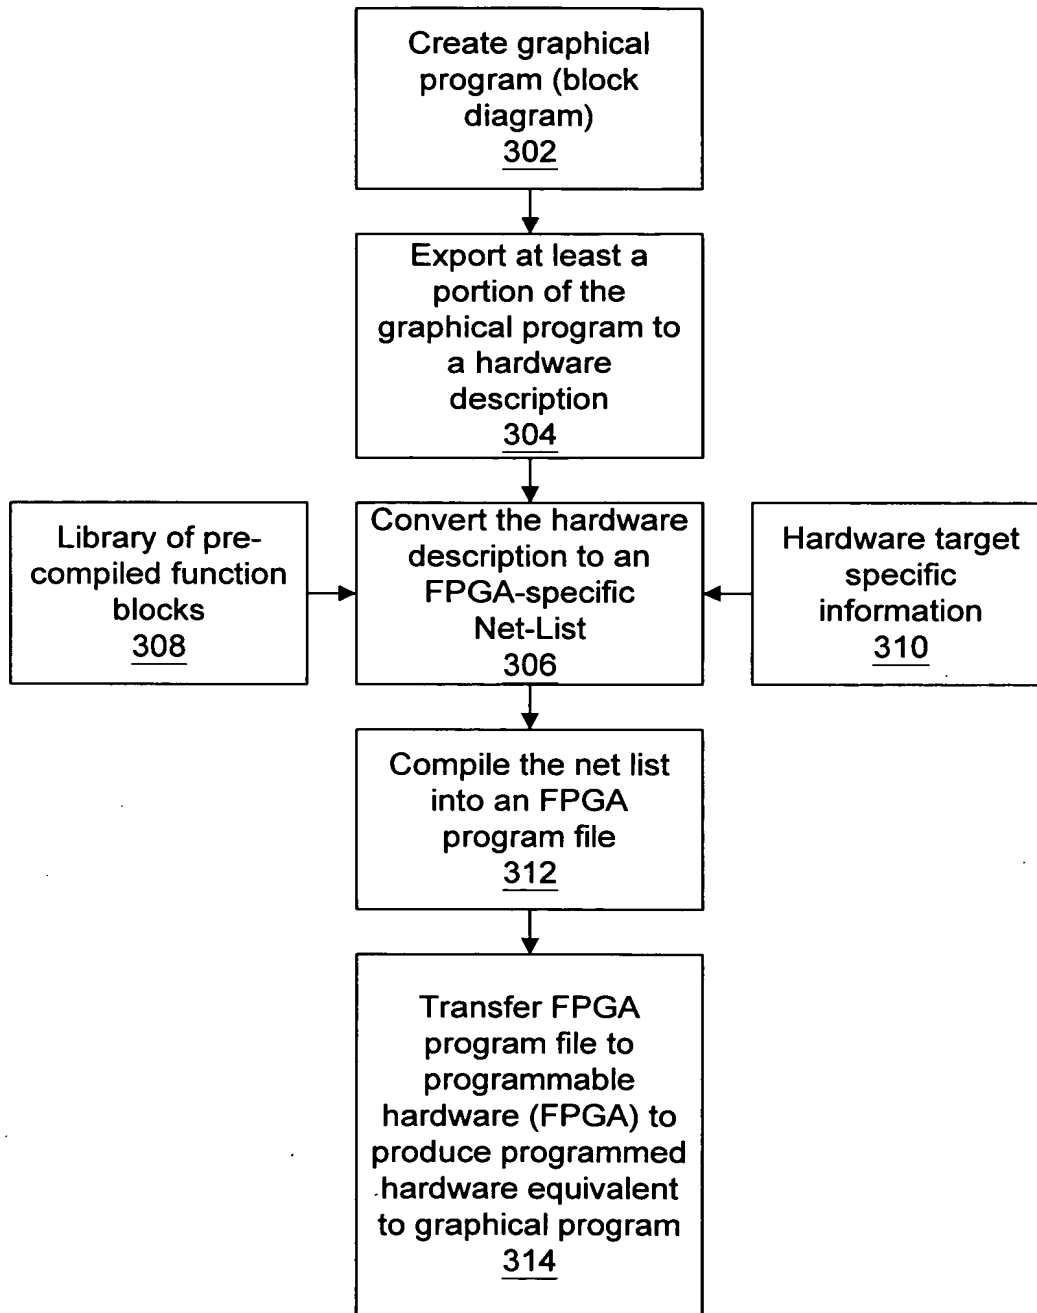 Create graphical
program (block
diagram)
302
Export at least a
portion of the
graphical program to
a hardware
description
304
Library of pre-
compiled function
blocks
308
Convert the hardware
description to an
FPGA-specific
Net-List
306
Hardware target
specific
information
310
Compile the net list
into an FPGA
program file
312
Transfer FPGA
program file to
programmable
hardware (FPGA) to
produce programmed
hardware equivalent
to graphical program
314